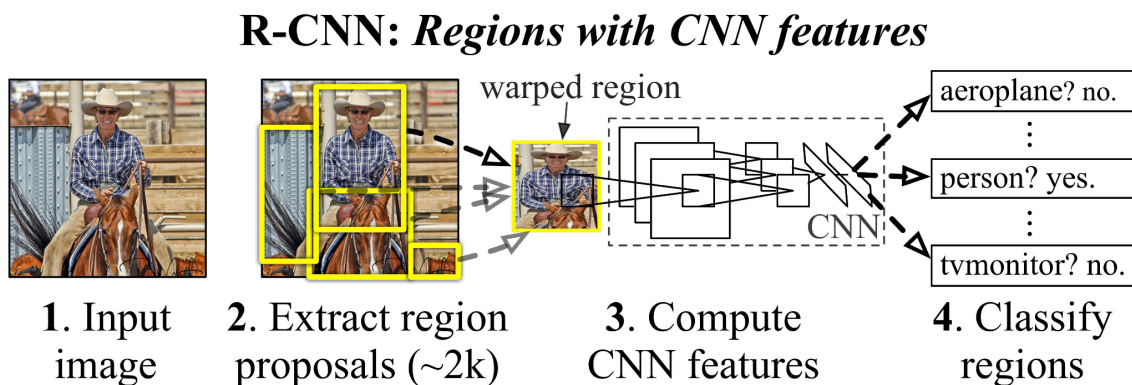 R-CNN: Regions with CNN features
warped region
aeroplane? no.
person? yes.
CNN
tvmonitor? no.
1. Input
image
2. Extract region
proposals (~2k)
3. Compute
CNN features
4. Classify
regions